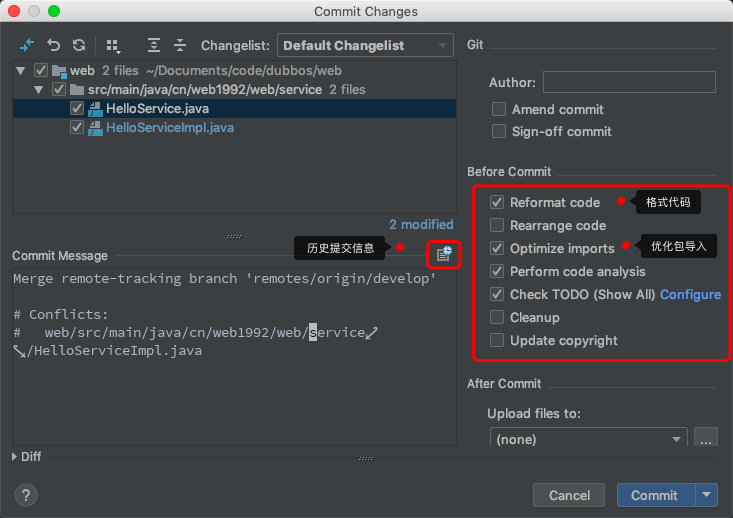 Commit Changes
Changelist: Default Changelist
web 2 files ~/Documents/code/dubbos/web
src/main/java/cn/web1992/web/service 2 files
HelloService.java
HelloServiceImpl.java
2 modified
历史提交信息
Commit Message
Merge remote-tracking branch 'remotes/origin/develop'
# Conflicts:
#   web/src/main/java/cn/web1992/web/service
/HelloServiceImpl.java
Diff
Git
Author:
Amend commit
Sign-off commit
Before Commit
Reformat code 格式代码
Rearrange code
Optimize imports 优化包导入
Perform code analysis
Check TODO (Show All) Configure
Cleanup
Update copyright
After Commit
Upload files to:
(none) ...
? Cancel Commit